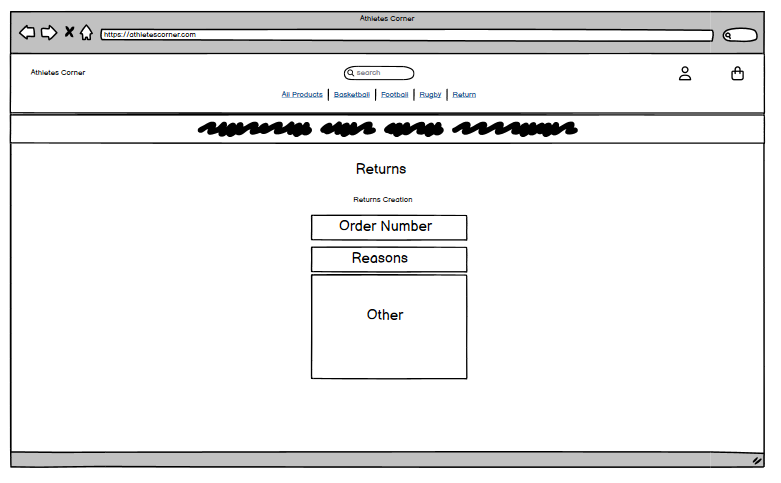 Athletes Corner
https://athletescorner.com
Athletes Corner
search
All Products Basketball Football Rugby Return
Returns
Returns Creation
Order Number
Reasons
Other